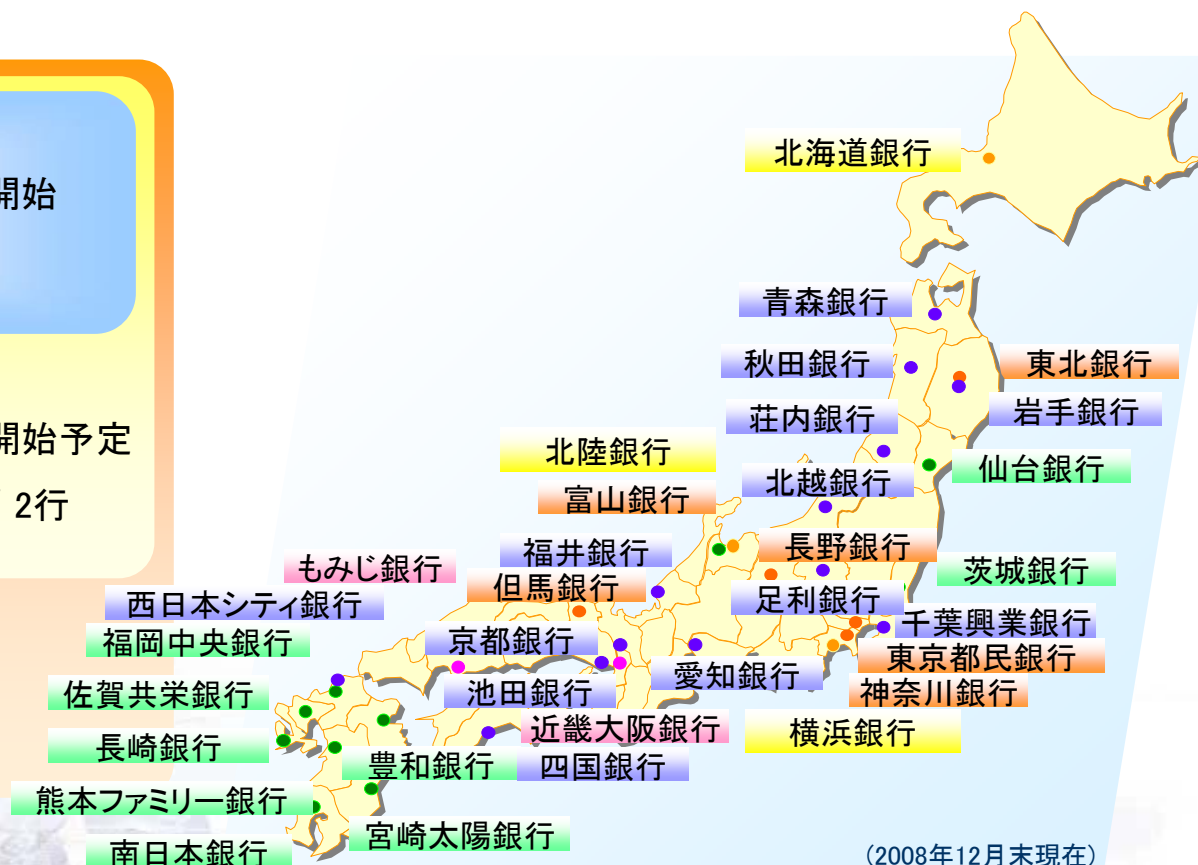 開始
開始予定
2行
北海道銀行
青森銀行
秋田銀行
東北銀行
岩手銀行
荘内銀行
北陸銀行
仙台銀行
北越銀行
富山銀行
福井銀行
長野銀行
もみじ銀行
茨城銀行
但馬銀行
足利銀行
西日本シティ銀行
千葉興業銀行
福岡中央銀行
京都銀行
東京都民銀行
愛知銀行
佐賀共栄銀行
池田銀行
神奈川銀行
近畿大阪銀行
横浜銀行
長崎銀行
豊和銀行
四国銀行
熊本ファミリー銀行
宮崎太陽銀行
南日本銀行
(2008年12月末現在)